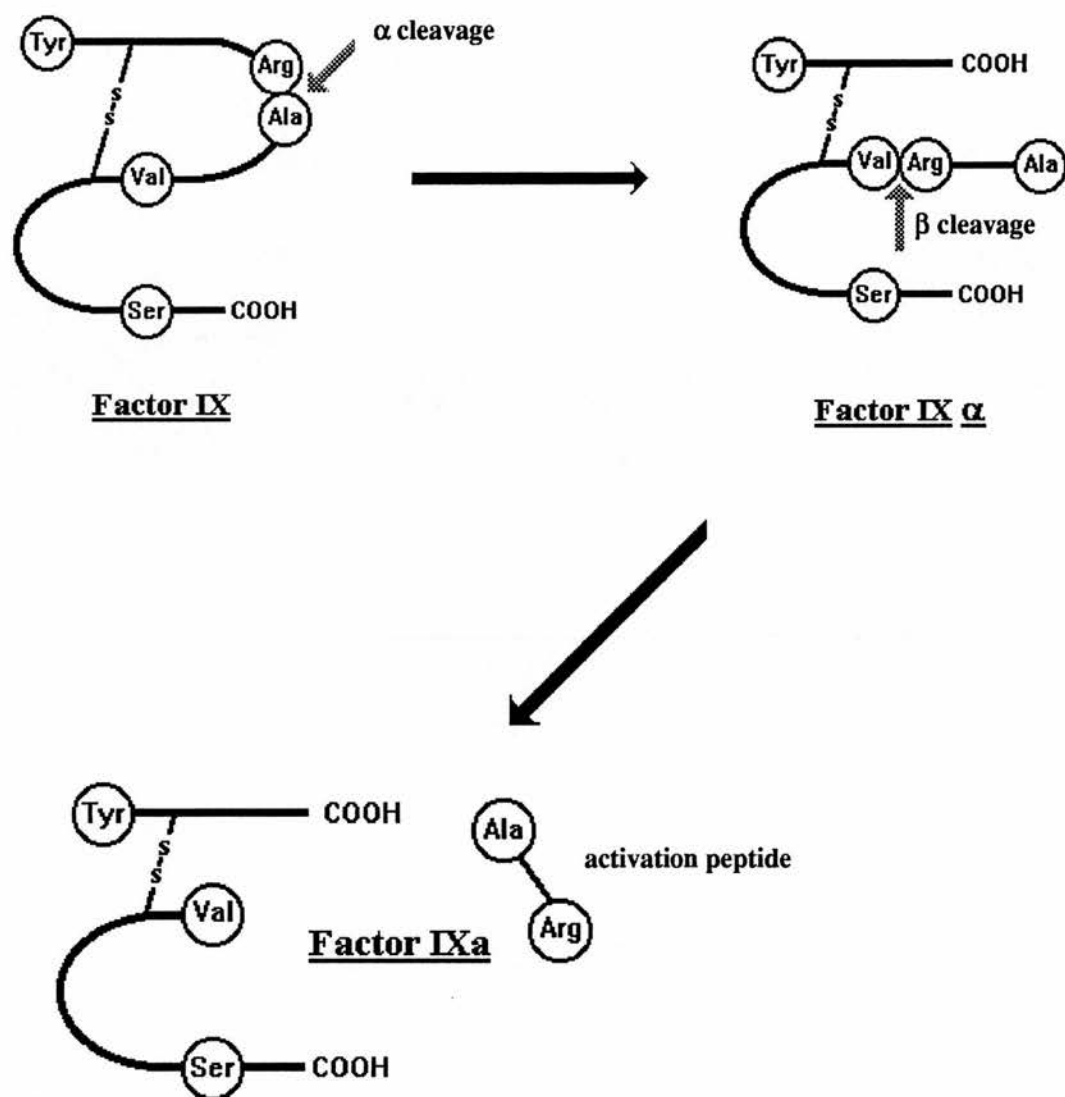 Tyr
α cleavage
Arg
Ala
S
S
Val
Ser
COOH
Factor IX
Tyr
COOH
S
S
Val
Arg
Ala
β cleavage
Ser
COOH
Factor IX α
Tyr
COOH
S
S
Val
Factor IXa
Ser
COOH
Ala
activation peptide
Arg